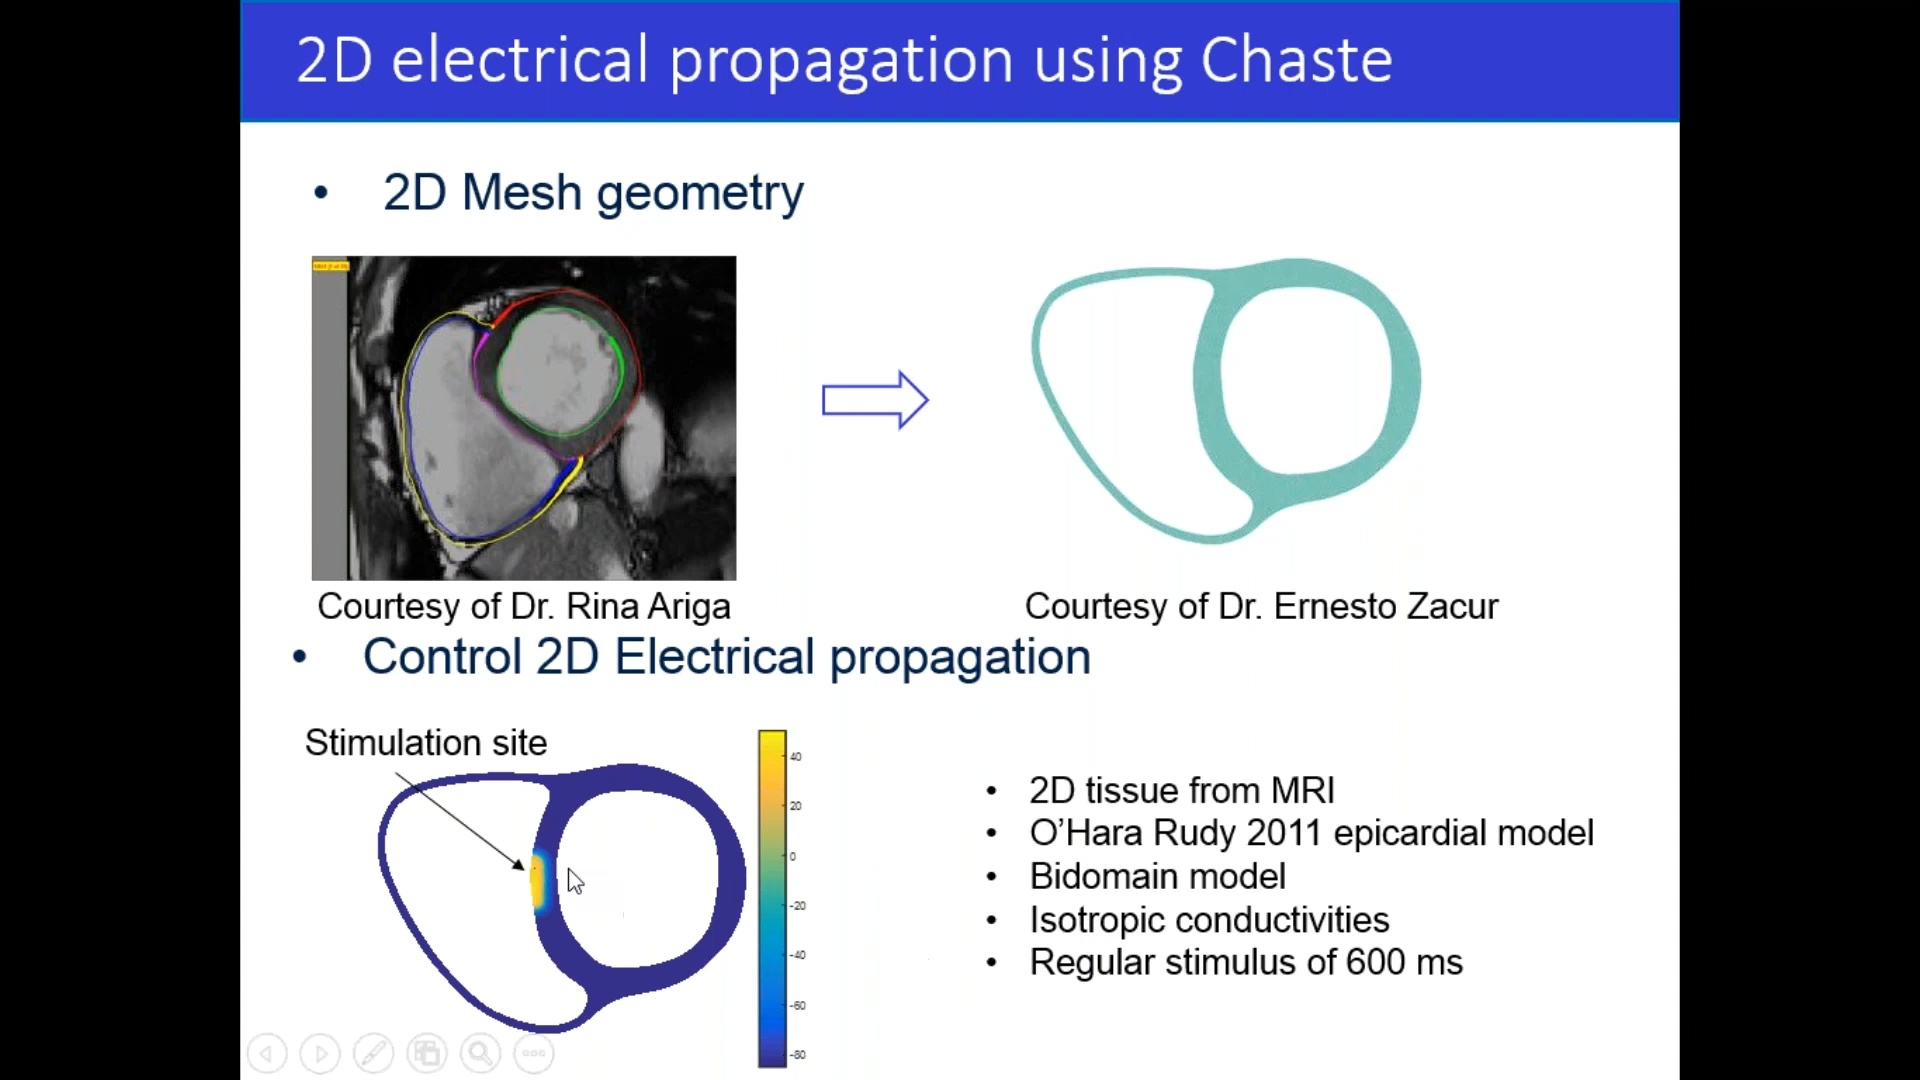 2D electrical propagation using Chaste
• 2D Mesh geometry
Courtesy of Dr. Rina Ariga
Courtesy of Dr. Ernesto Zacur
• Control 2D Electrical propagation
Stimulation site
40
20
0
-20
-40
-60
-80
• 2D tissue from MRI
• O’Hara Rudy 2011 epicardial model
• Bidomain model
• Isotropic conductivities
• Regular stimulus of 600 ms